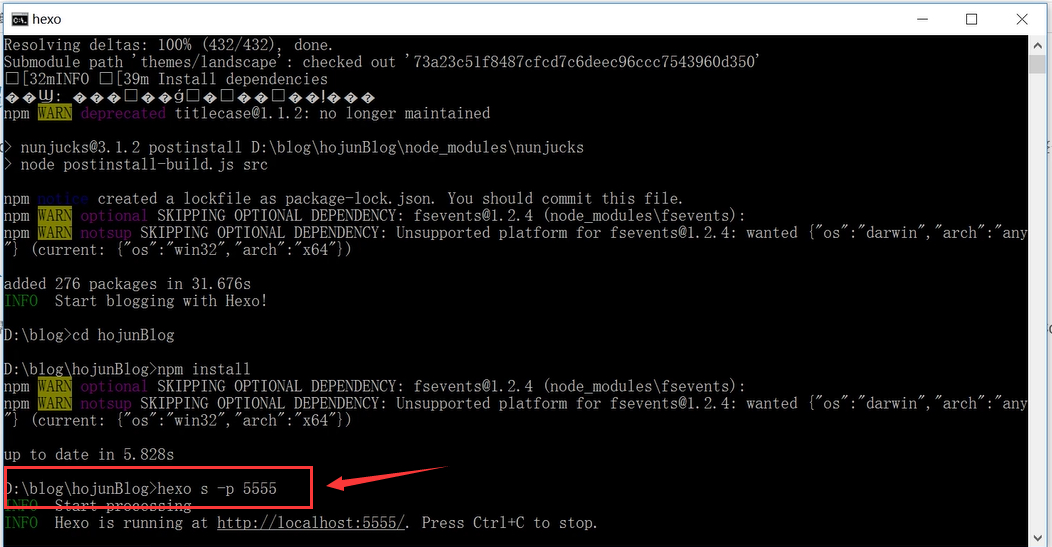 hexo
Resolving deltas: 100% (432/432), done.
Submodule path 'themes/landscape': checked out '73a23c51f8487cfcd7c6deec96ccc7543960d350'
□[32mINFO □[39m Install dependencies
npm WARN deprecated titlecase@1.1.2: no longer maintained
> nunjucks@3.1.2 postinstall D:\blog\hojunBlog\node_modules\nunjucks
> node postinstall-build.js src
npm notice created a lockfile as package-lock.json. You should commit this file.
npm WARN optional SKIPPING OPTIONAL DEPENDENCY: fsevents@1.2.4 (node_modules\fsevents):
npm WARN notsup SKIPPING OPTIONAL DEPENDENCY: Unsupported platform for fsevents@1.2.4: wanted {"os":"darwin","arch":"any
"} (current: {"os":"win32","arch":"x64"})
added 276 packages in 31.676s
INFO  Start blogging with Hexo!
D:\blog>cd hojunBlog
D:\blog\hojunBlog>npm install
npm WARN optional SKIPPING OPTIONAL DEPENDENCY: fsevents@1.2.4 (node_modules\fsevents):
npm WARN notsup SKIPPING OPTIONAL DEPENDENCY: Unsupported platform for fsevents@1.2.4: wanted {"os":"darwin","arch":"any
"} (current: {"os":"win32","arch":"x64"})
up to date in 5.828s
D:\blog\hojunBlog>hexo s -p 5555
INFO  Start processing
INFO  Hexo is running at http://localhost:5555/. Press Ctrl+C to stop.